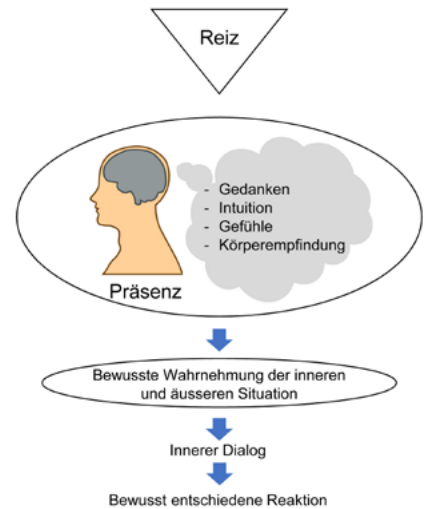 Reiz
- Gedanken
- Intuition
- Gefühle
- Körperempfindung
Präsenz
Bewusste Wahrnehmung der inneren
und äusseren Situation
Innerer Dialog
Bewusst entschiedene Reaktion